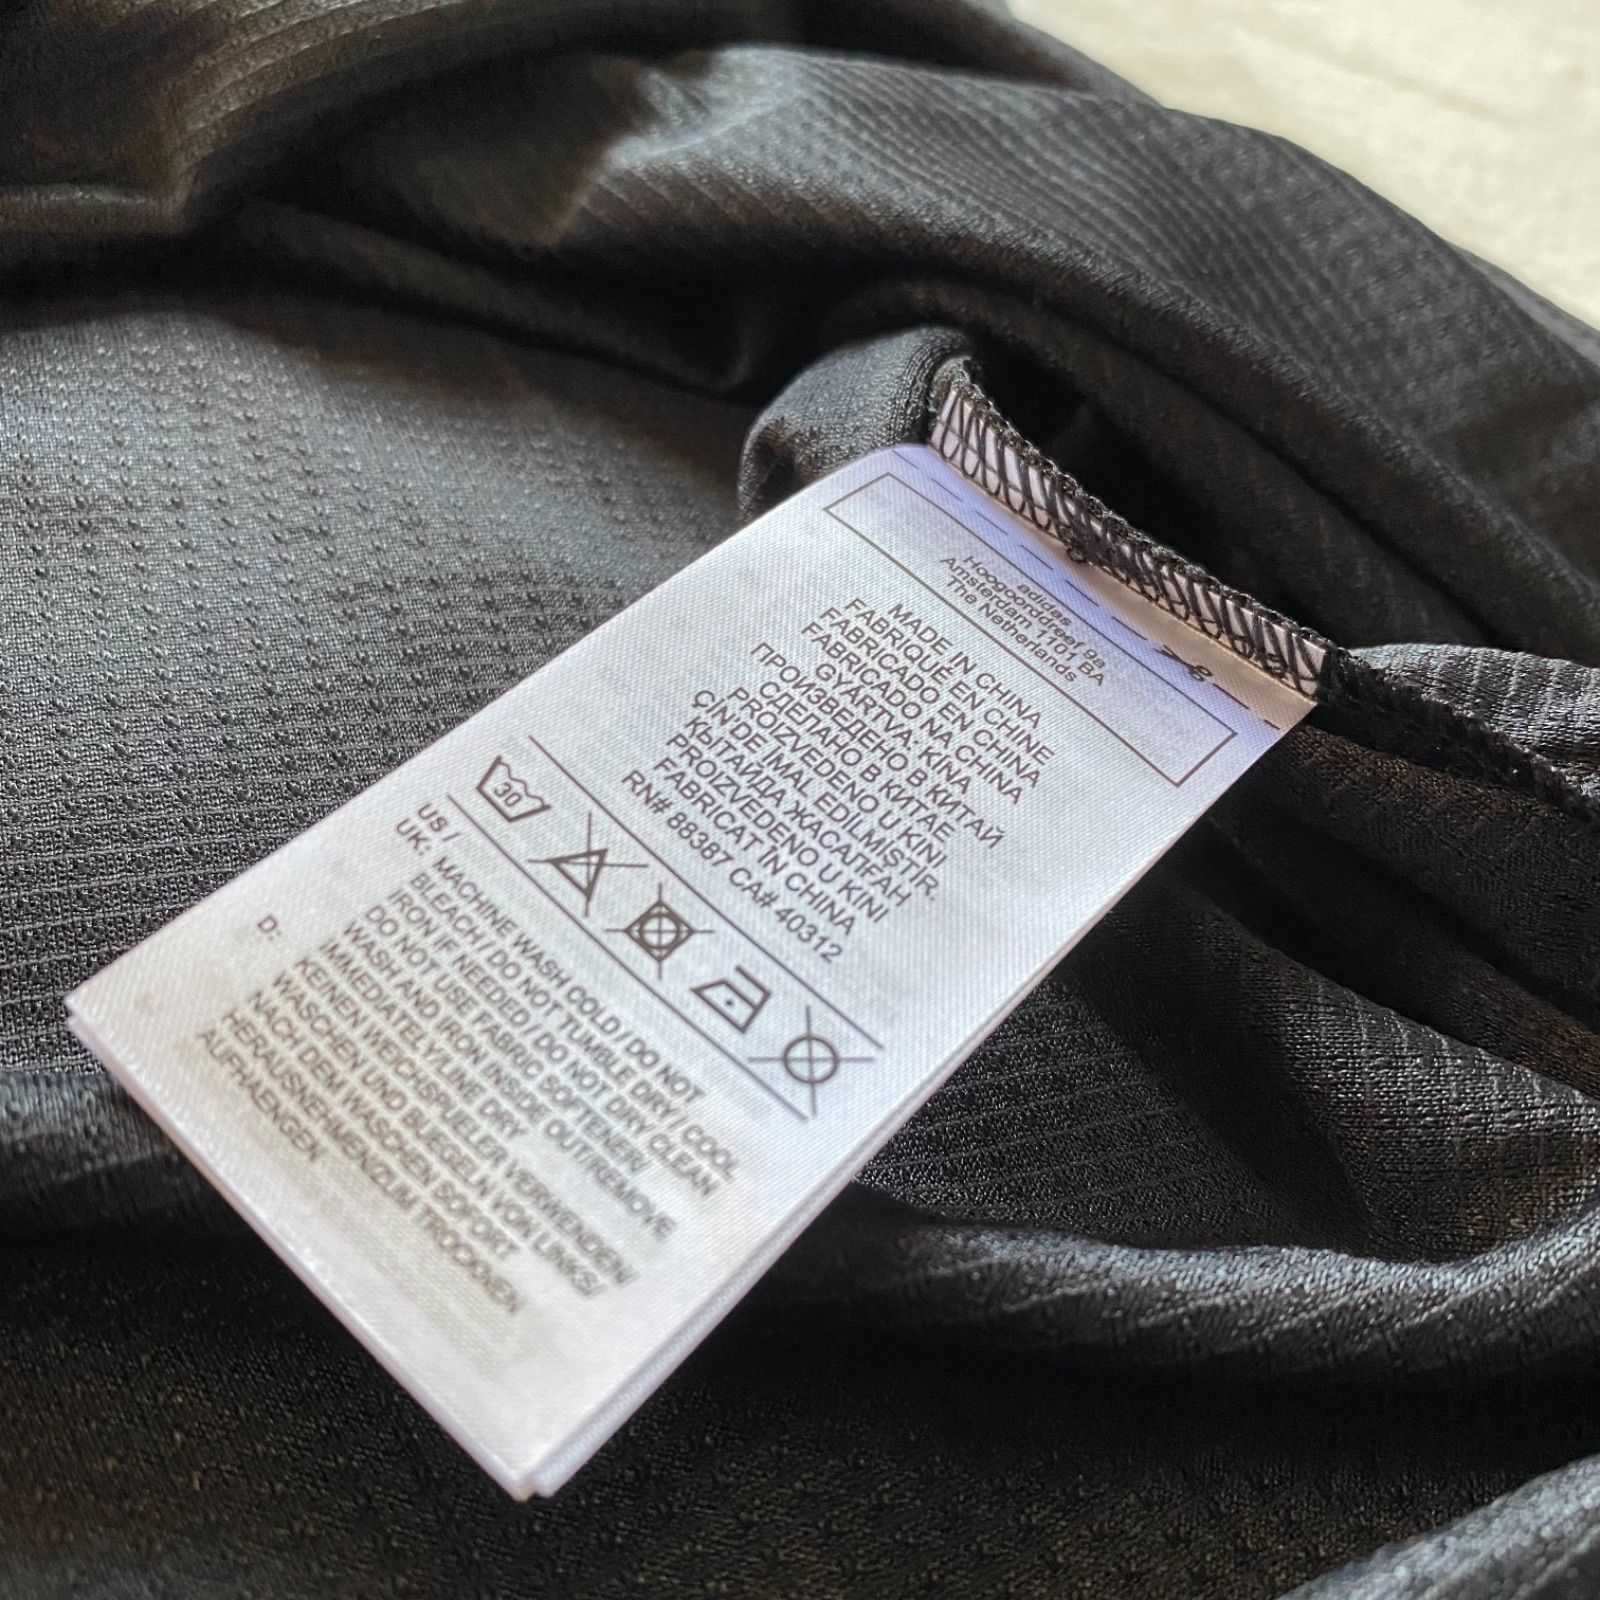 adidas
Hoogoorddreef 9a
Amsterdam 1101 BA
The Netherlands
MADE IN CHINA
FABRIQUÉ EN CHINE
FABRICADO EN CHINA
FABRICADO NA CHINA
GYÁRTVA: KÍNA
ПРОИЗВЕДЕНО В КИТАЙ
СДЕЛАНО В КИТАЕ
PROIZVEDENO U KINI
ÇİN'DE İMAL EDİLMİŞTİR.
ҚЫТАЙДА ЖАСАЛҒАН
PROIZVEDENO U KINI
FABRICAT IN CHINA
RN# 88387 CA# 40312
30
US /
UK: MACHINE WASH COLD / DO NOT
BLEACH / DO NOT TUMBLE DRY / COOL
IRON IF NEEDED / DO NOT DRY CLEAN
DO NOT USE FABRIC SOFTENER/
WASH AND IRON INSIDE OUT/REMOVE
IMMEDIATELY/LINE DRY
D: KEINEN WEICHSPUELER VERWENDEN/
WASCHEN UND BUEGELN VON LINKS/
NACH DEM WASCHEN SOFORT
HERAUSNEHMENZUM TROCKNEN
AUFHAENGEN